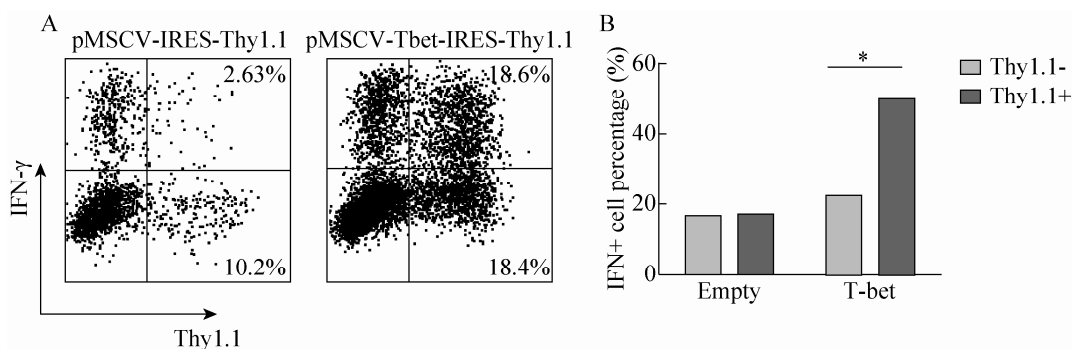 A
pMSCV-IRES-Thy1.1
pMSCV-Tbet-IRES-Thy1.1
2.63%
18.6%
10.2%
18.4%
IFN-γ
Thy1.1
B
IFN+ cell percentage (%)
60
40
20
0
*
Empty
T-bet
Thy1.1-
Thy1.1+